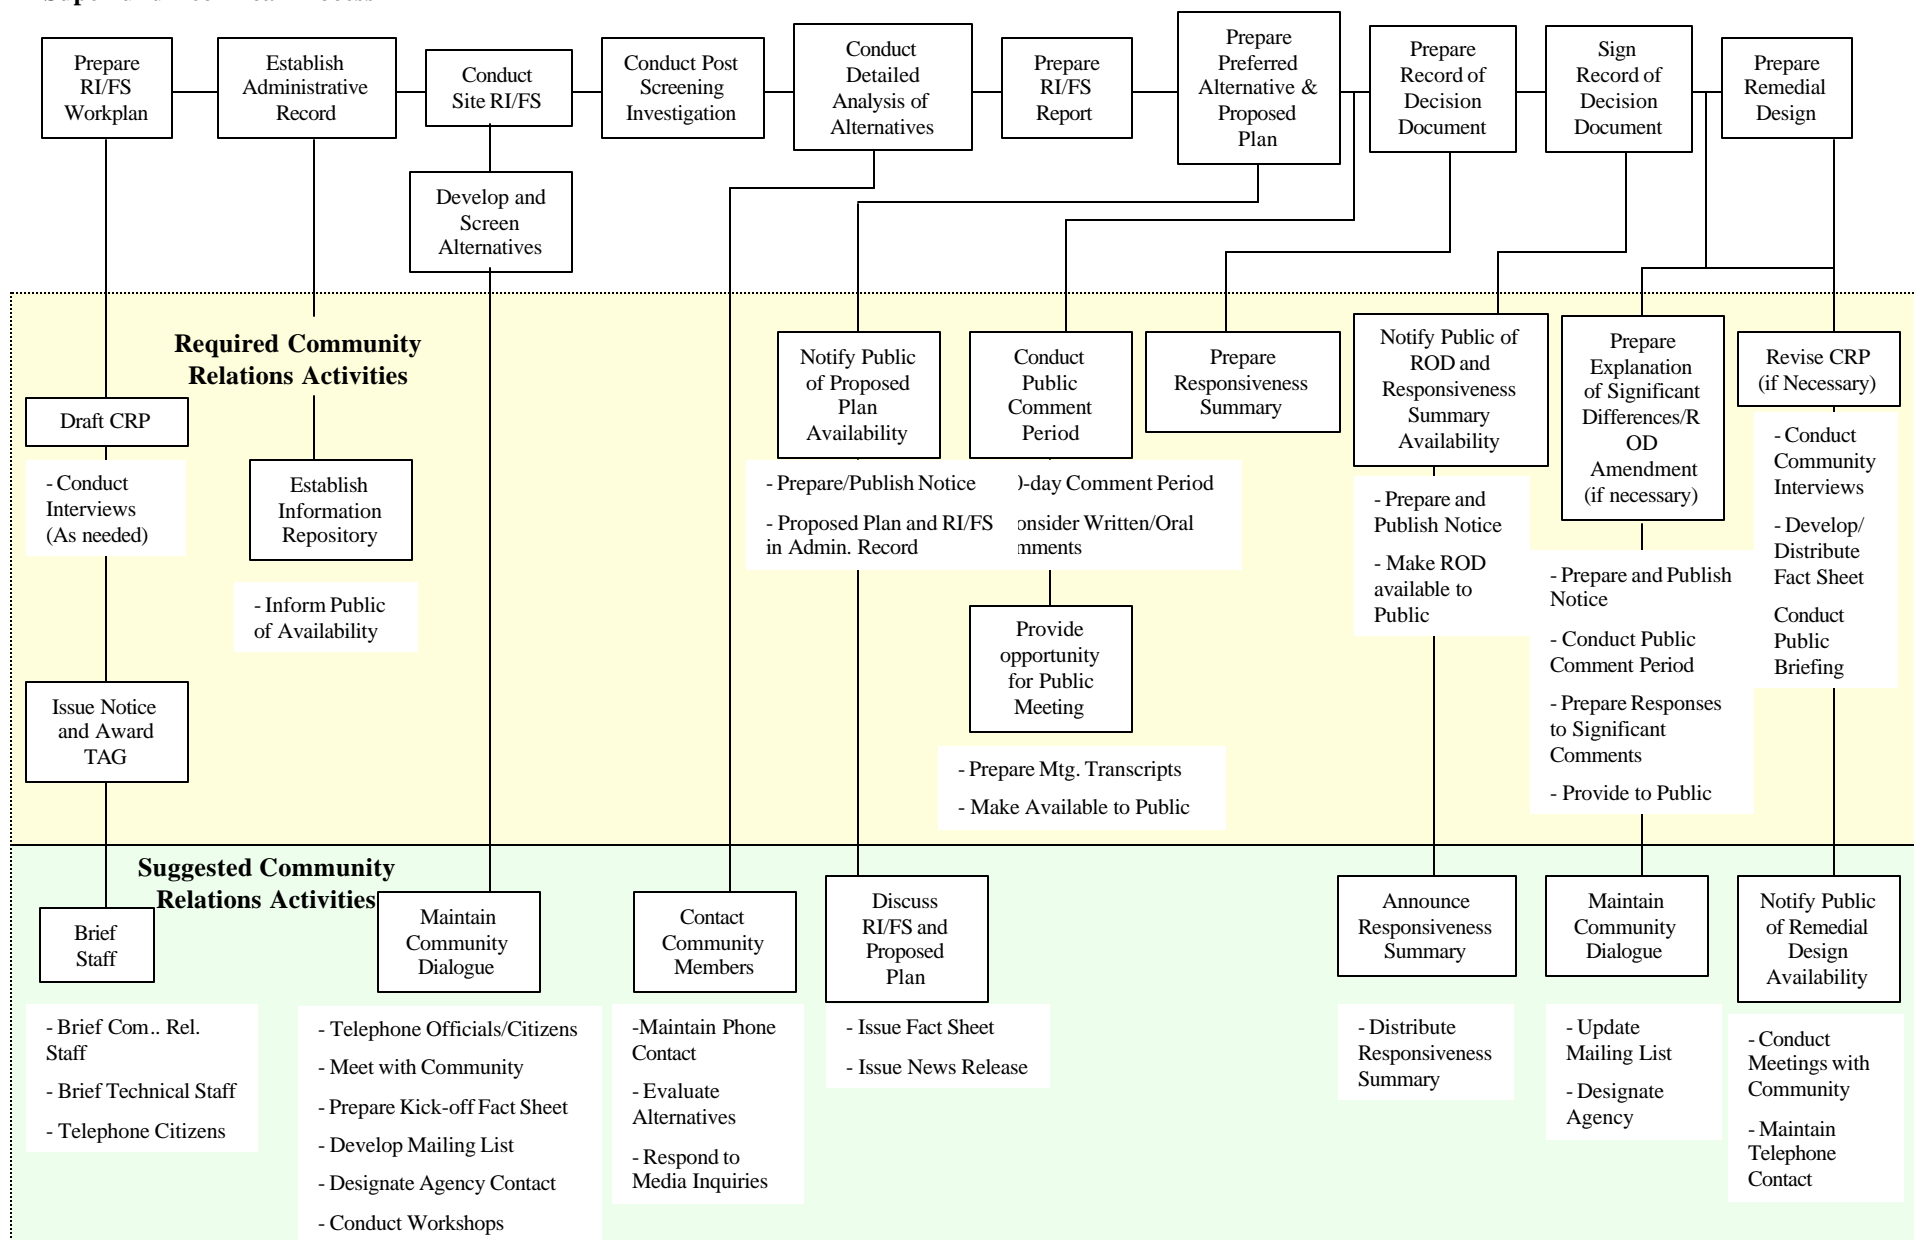 Prepare
RI/FS
Workplan
Establish
Administrative
Record
Conduct
Site RI/FS
Conduct Post
Screening
Investigation
Conduct
Detailed
Analysis of
Alternatives
Prepare
RI/FS
Report
Prepare
Preferred
Alternative &
Proposed
Plan
Prepare
Record of
Decision
Document
Sign
Record of
Decision
Document
Prepare
Remedial
Design
Develop and
Screen
Alternatives
Required Community
Relations Activities
Draft CRP
- Conduct
Interviews
(As needed)
Issue Notice
and Award
TAG
Establish
Information
Repository
- Inform Public
of Availability
Notify Public
of Proposed
Plan
Availability
- Prepare/Publish Notice
- Proposed Plan and RI/FS
in Admin. Record
Conduct
Public
Comment
Period
-day Comment Period
onsider Written/Oral
mments
Provide
opportunity
for Public
Meeting
- Prepare Mtg. Transcripts
- Make Available to Public
Prepare
Responsiveness
Summary
Notify Public of
ROD and
Responsiveness
Summary
Availability
- Prepare and
Publish Notice
- Make ROD
available to
Public
Prepare
Explanation
of Significant
Differences/R
OD
Amendment
(if necessary)
- Prepare and Publish
Notice
- Conduct Public
Comment Period
- Prepare Responses
to Significant
Comments
- Provide to Public
Revise CRP
(if Necessary)
- Conduct
Community
Interviews
- Develop/
Distribute
Fact Sheet
Conduct
Public
Briefing
Suggested Community
Relations Activities
Brief
Staff
- Brief Com.. Rel.
Staff
- Brief Technical Staff
- Telephone Citizens
Maintain
Community
Dialogue
- Telephone Officials/Citizens
- Meet with Community
- Prepare Kick-off Fact Sheet
- Develop Mailing List
- Designate Agency Contact
- Conduct Workshops
Contact
Community
Members
-Maintain Phone
Contact
- Evaluate
Alternatives
- Respond to
Media Inquiries
Discuss
RI/FS and
Proposed
Plan
- Issue Fact Sheet
- Issue News Release
Announce
Responsiveness
Summary
- Distribute
Responsiveness
Summary
Maintain
Community
Dialogue
- Update
Mailing List
- Designate
Agency
Notify Public
of Remedial
Design
Availability
- Conduct
Meetings with
Community
- Maintain
Telephone
Contact